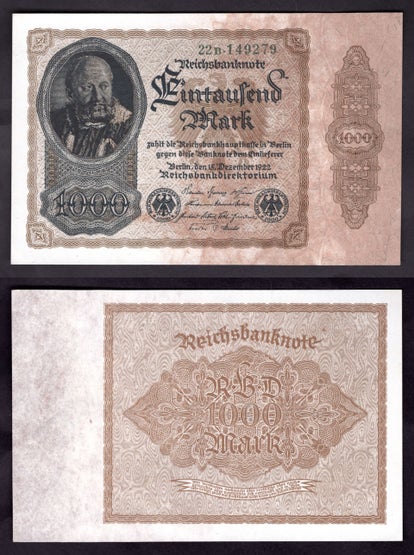 22B·149279
Reichsbanknote
Eintausend
Mark
zahlt die Reichsbankhauptkasse in Berlin
gegen diese Banknote dem Einlieferer
Berlin, den 15. Dezember 1922
Reichsbankdirektorium
1000
1000
Reichsbanknote
RBD
1000
Mark